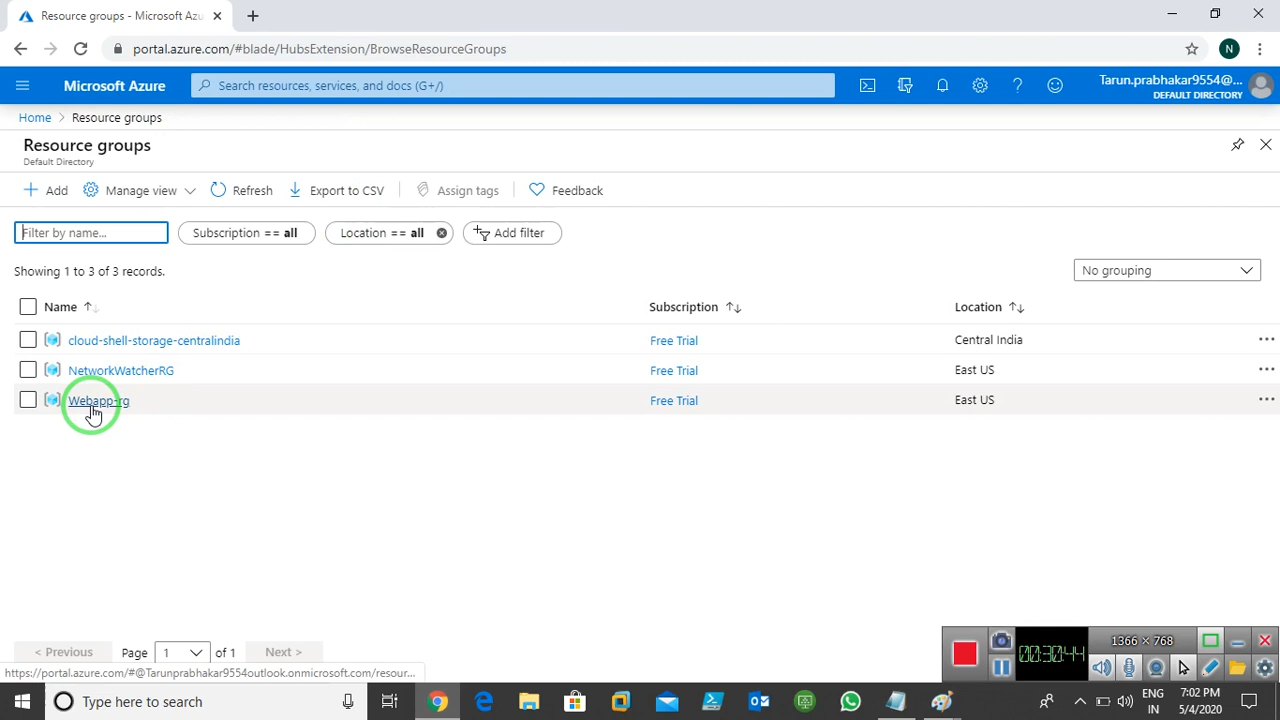 Resource groups - Microsoft Azu
portal.azure.com/#blade/HubsExtension/BrowseResourceGroups
N
Microsoft Azure
Search resources, services, and docs (G+/)
Tarun.prabhakar9554@...
DEFAULT DIRECTORY
Home > Resource groups
Resource groups
Default Directory
Add
Manage view
Refresh
Export to CSV
Assign tags
Feedback
Filter by name...
Subscription == all
Location == all
Add filter
Showing 1 to 3 of 3 records.
No grouping
Name Subscription Location
cloud-shell-storage-centralindia Free Trial Central India
NetworkWatcherRG Free Trial East US
Webapp-rg Free Trial East US
< Previous Page 1 of 1 Next >
https://portal.azure.com/#@Tarunprabhakar9554outlook.onmicrosoft.com/resour...
1366 × 768
00:30:44
Type here to search
ENG
IN
7:02 PM
5/4/2020